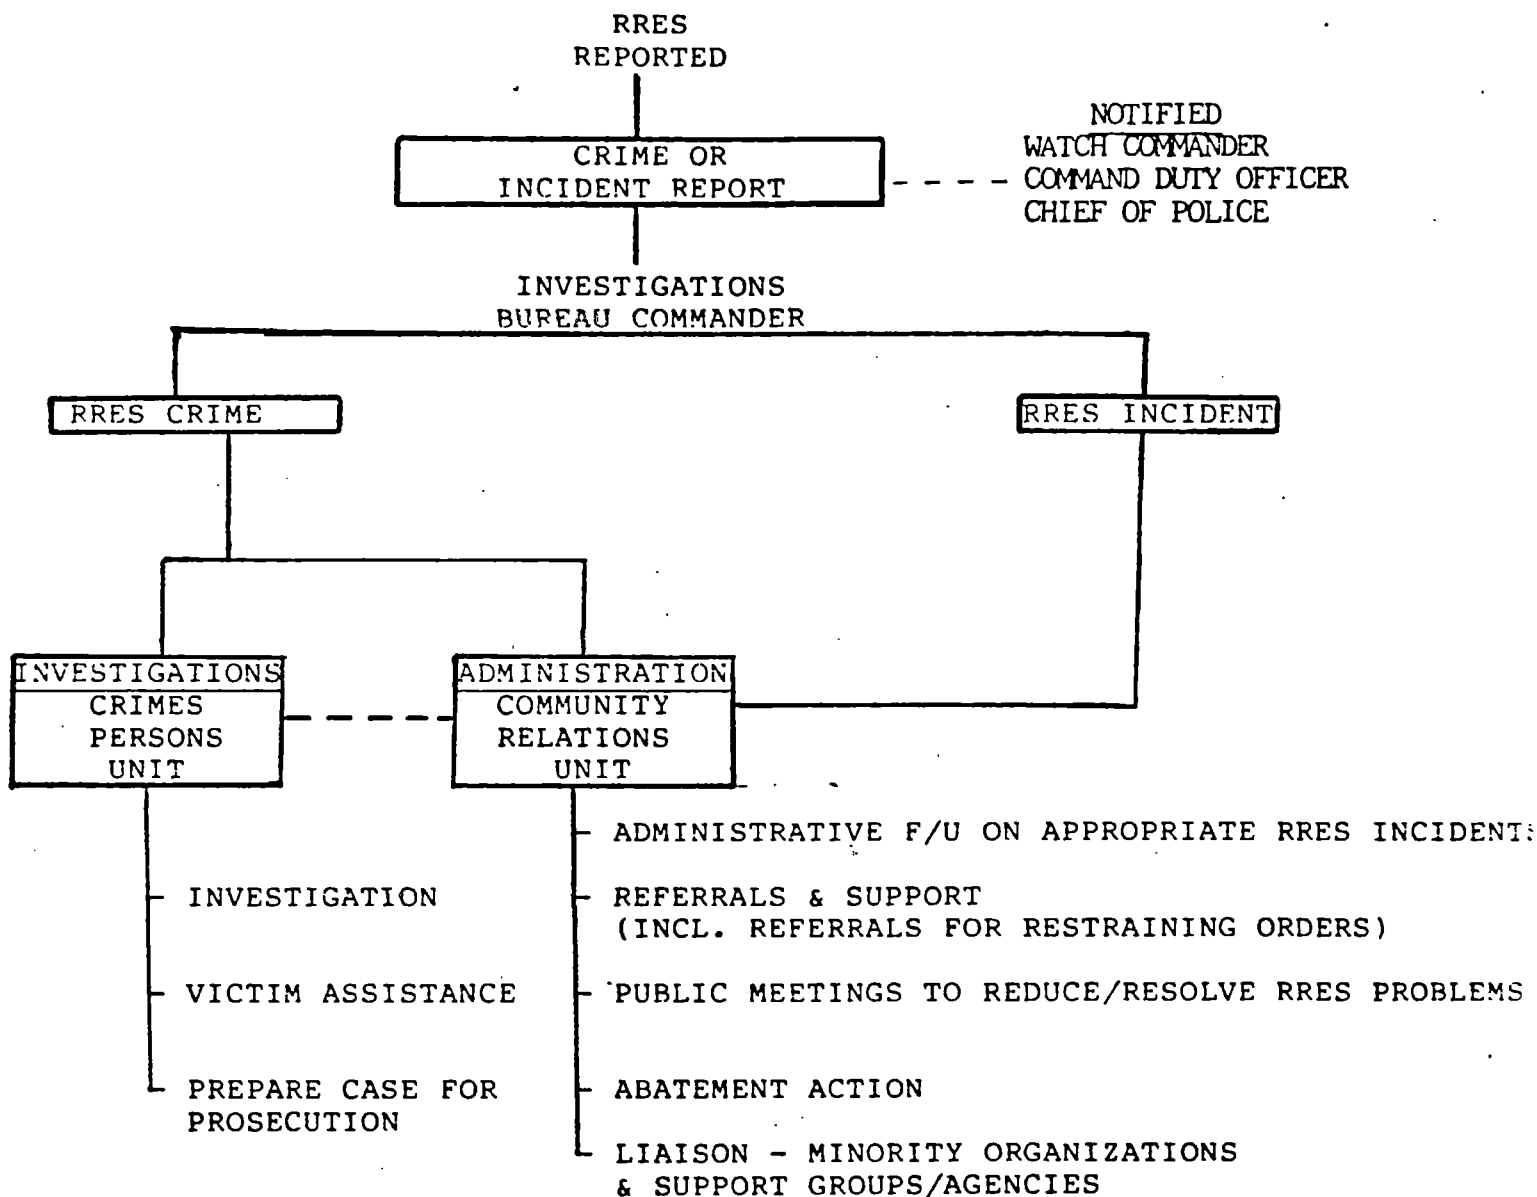 RRES
REPORTED
CRIME OR
INCIDENT REPORT
NOTIFIED
WATCH COMMANDER
COMMAND DUTY OFFICER
CHIEF OF POLICE
INVESTIGATIONS
BUREAU COMMANDER
RRES CRIME
RRES INCIDENT
INVESTIGATIONS
CRIMES
PERSONS
UNIT
ADMINISTRATION
COMMUNITY
RELATIONS
UNIT
INVESTIGATION
VICTIM ASSISTANCE
PREPARE CASE FOR
PROSECUTION
ADMINISTRATIVE F/U ON APPROPRIATE RRES INCIDENTS
REFERRALS & SUPPORT
(INCL. REFERRALS FOR RESTRAINING ORDERS)
PUBLIC MEETINGS TO REDUCE/RESOLVE RRES PROBLEMS
ABATEMENT ACTION
LIAISON - MINORITY ORGANIZATIONS
& SUPPORT GROUPS/AGENCIES